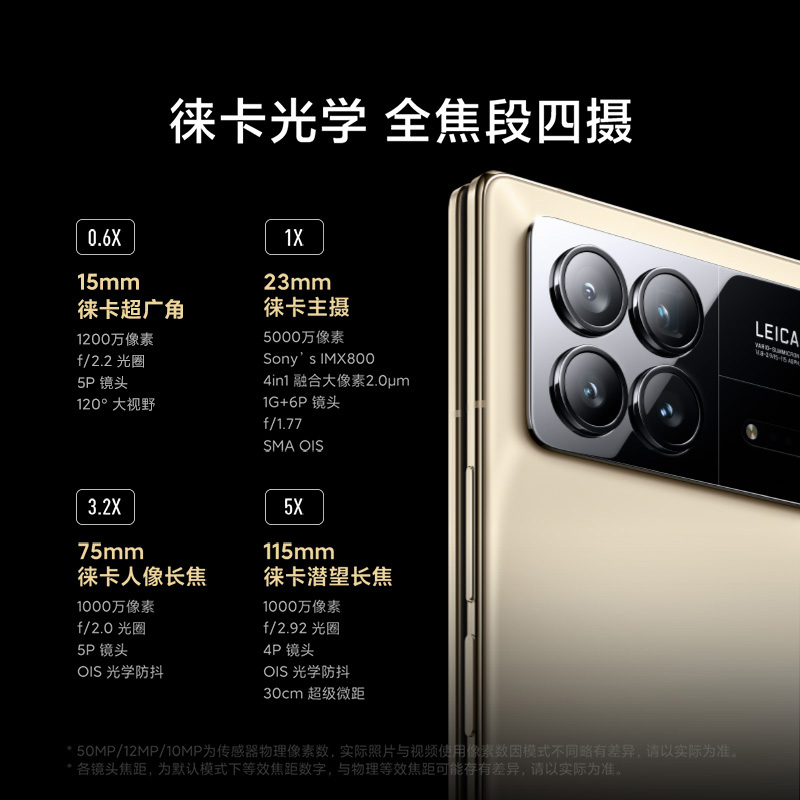 徕卡光学 全焦段四摄
0.6X
15mm
徕卡超广角
1200万像素
f/2.2 光圈
5P 镜头
120° 大视野
1X
23mm
徕卡主摄
5000万像素
Sony's IMX800
4in1 融合大像素2.0μm
1G+6P 镜头
f/1.77
SMA OIS
3.2X
75mm
徕卡人像长焦
1000万像素
f/2.0 光圈
5P 镜头
OIS 光学防抖
5X
115mm
徕卡潜望长焦
1000万像素
f/2.92 光圈
4P 镜头
OIS 光学防抖
30cm 超级微距
LEICA
VARIO-SUMMICRON
* 50MP/12MP/10MP为传感器物理像素数，实际照片与视频使用像素数因模式不同略有差异，请以实际为准。
* 各镜头焦距，为默认模式下等效焦距数字，与物理等效焦距可能存有差异，请以实际为准。